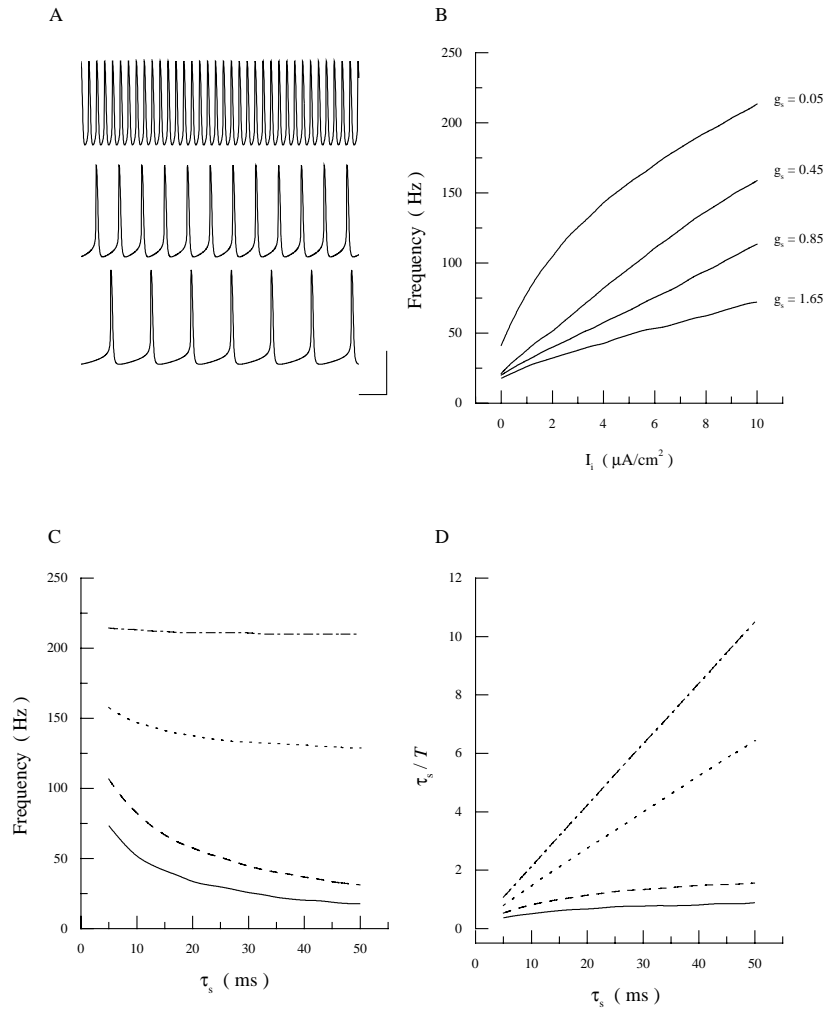 A
B
250
200
150
100
50
0
Frequency ( Hz )
g_s = 0.05
g_s = 0.45
g_s = 0.85
g_s = 1.65
0 2 4 6 8 10
I_i ( μA/cm² )
C
D
250
200
150
100
50
0
Frequency ( Hz )
0 10 20 30 40 50
τ_s ( ms )
12
10
8
6
4
2
0
τ_s / T
0 10 20 30 40 50
τ_s ( ms )